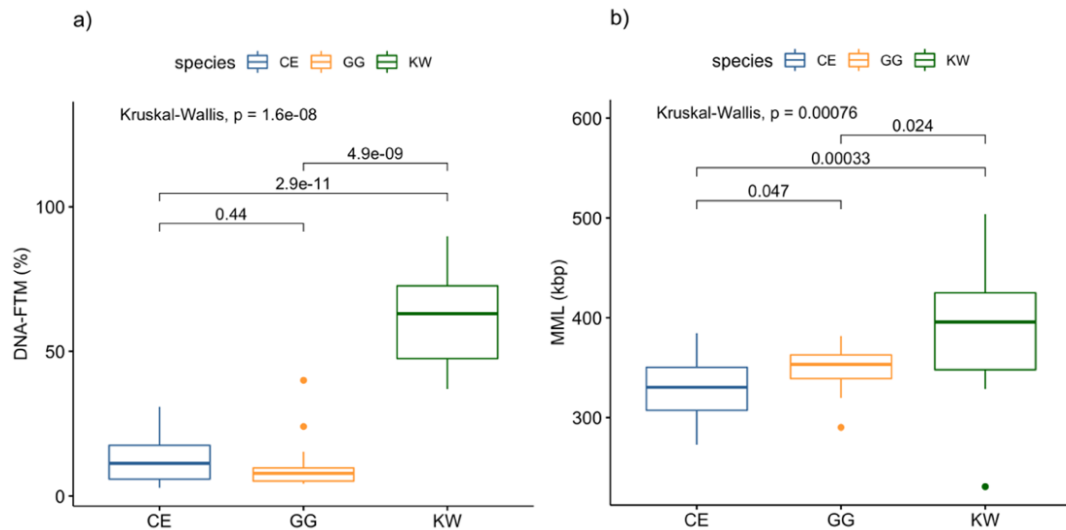 a)
species CE GG KW
Kruskal-Wallis, p = 1.6e-08
4.9e-09
2.9e-11
0.44
100
50
0
DNA-FTM (%)
CE GG KW
b)
species CE GG KW
Kruskal-Wallis, p = 0.00076
0.024
0.00033
0.047
600
500
400
300
MML (kbp)
CE GG KW